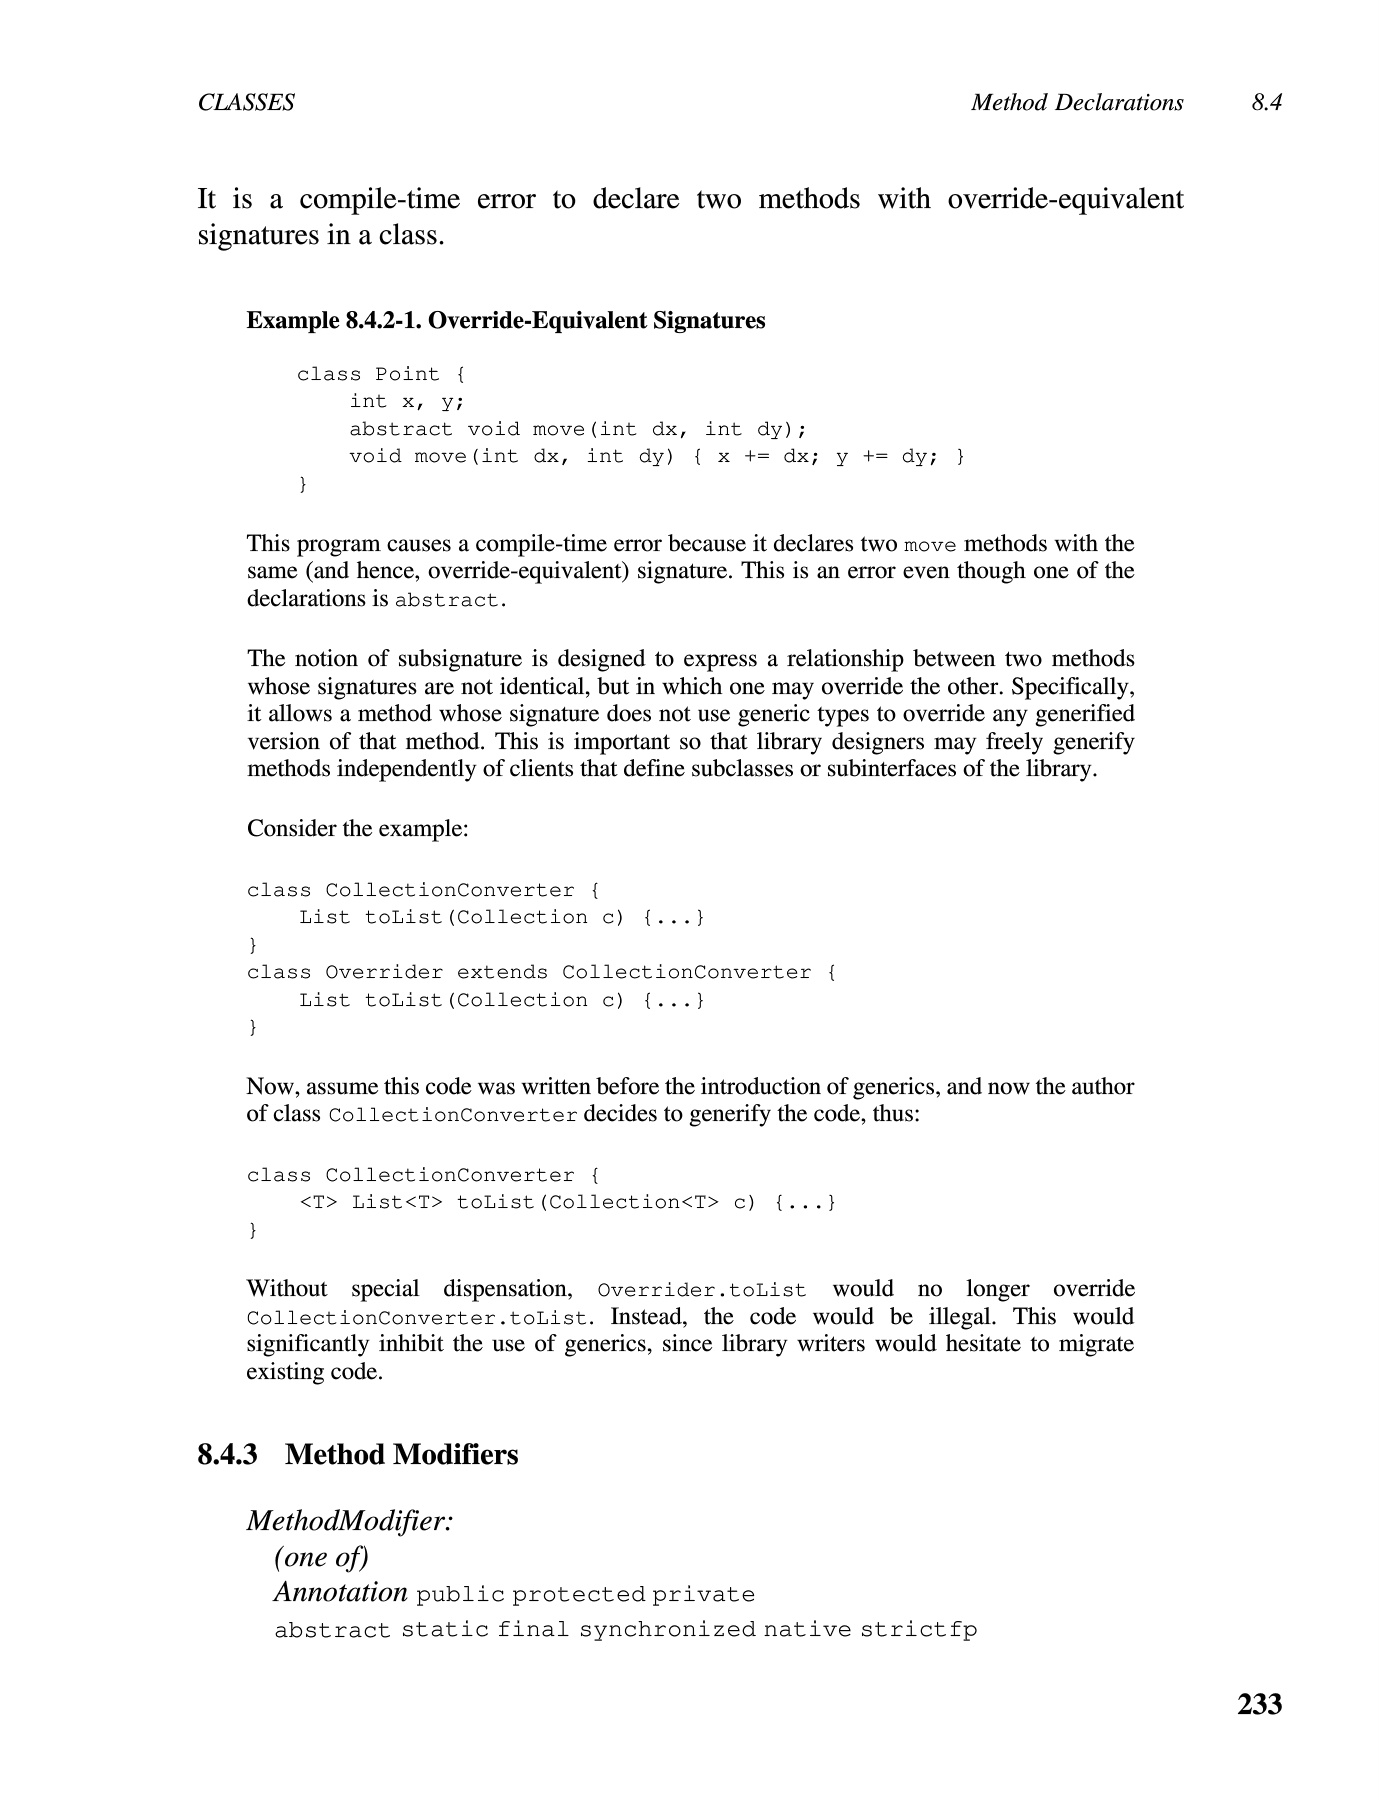 CLASSES Method Declarations 8.4
It is a compile-time error to declare two methods with override-equivalent
signatures in a class.
Example 8.4.2-1. Override-Equivalent Signatures
class Point {
    int x, y;
    abstract void move(int dx, int dy);
    void move(int dx, int dy) { x += dx; y += dy; }
}
This program causes a compile-time error because it declares two move methods with the
same (and hence, override-equivalent) signature. This is an error even though one of the
declarations is abstract.
The notion of subsignature is designed to express a relationship between two methods
whose signatures are not identical, but in which one may override the other. Specifically,
it allows a method whose signature does not use generic types to override any generified
version of that method. This is important so that library designers may freely generify
methods independently of clients that define subclasses or subinterfaces of the library.
Consider the example:
class CollectionConverter {
    List toList(Collection c) {...}
}
class Overrider extends CollectionConverter {
    List toList(Collection c) {...}
}
Now, assume this code was written before the introduction of generics, and now the author
of class CollectionConverter decides to generify the code, thus:
class CollectionConverter {
    <T> List<T> toList(Collection<T> c) {...}
}
Without special dispensation, Overrider.toList would no longer override
CollectionConverter.toList. Instead, the code would be illegal. This would
significantly inhibit the use of generics, since library writers would hesitate to migrate
existing code.
8.4.3 Method Modifiers
MethodModifier:
(one of)
Annotation public protected private
abstract static final synchronized native strictfp
233